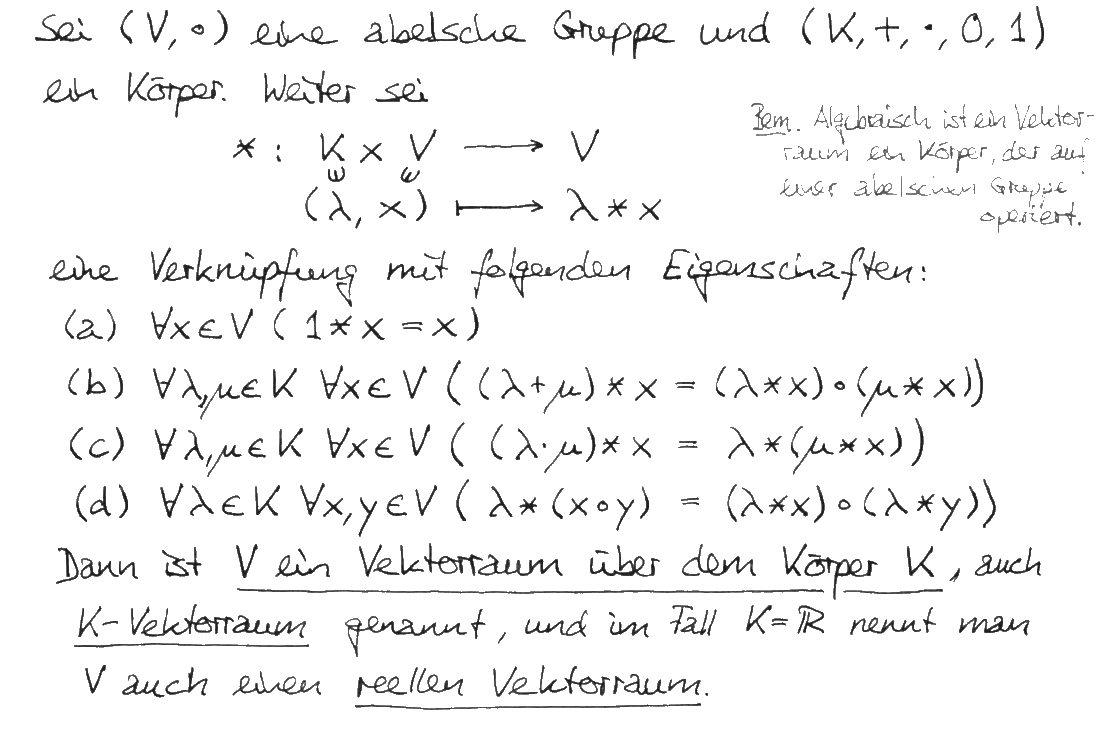 Sei (V, ∘) eine abelsche Gruppe und (K, +, ·, 0, 1)
ein Körper. Weiter sei
* : K × V ⟶ V
ω ω
(λ, x) ⟼ λ * x
Bem. Algebraisch ist ein Vektor-
raum ein Körper, der auf
einer abelschen Gruppe
operiert.
eine Verknüpfung mit folgenden Eigenschaften:
(a) ∀x∈V ( 1 * x = x )
(b) ∀λ,μ∈K ∀x∈V ( (λ+μ) * x = (λ*x)∘(μ*x))
(c) ∀λ,μ∈K ∀x∈V ( (λ·μ) * x = λ*(μ*x))
(d) ∀λ∈K ∀x,y∈V ( λ*(x∘y) = (λ*x)∘(λ*y))
Dann ist V ein Vektorraum über dem Körper K, auch
K-Vektorraum genannt, und im Fall K=ℝ nennt man
V auch einen reellen Vektorraum.